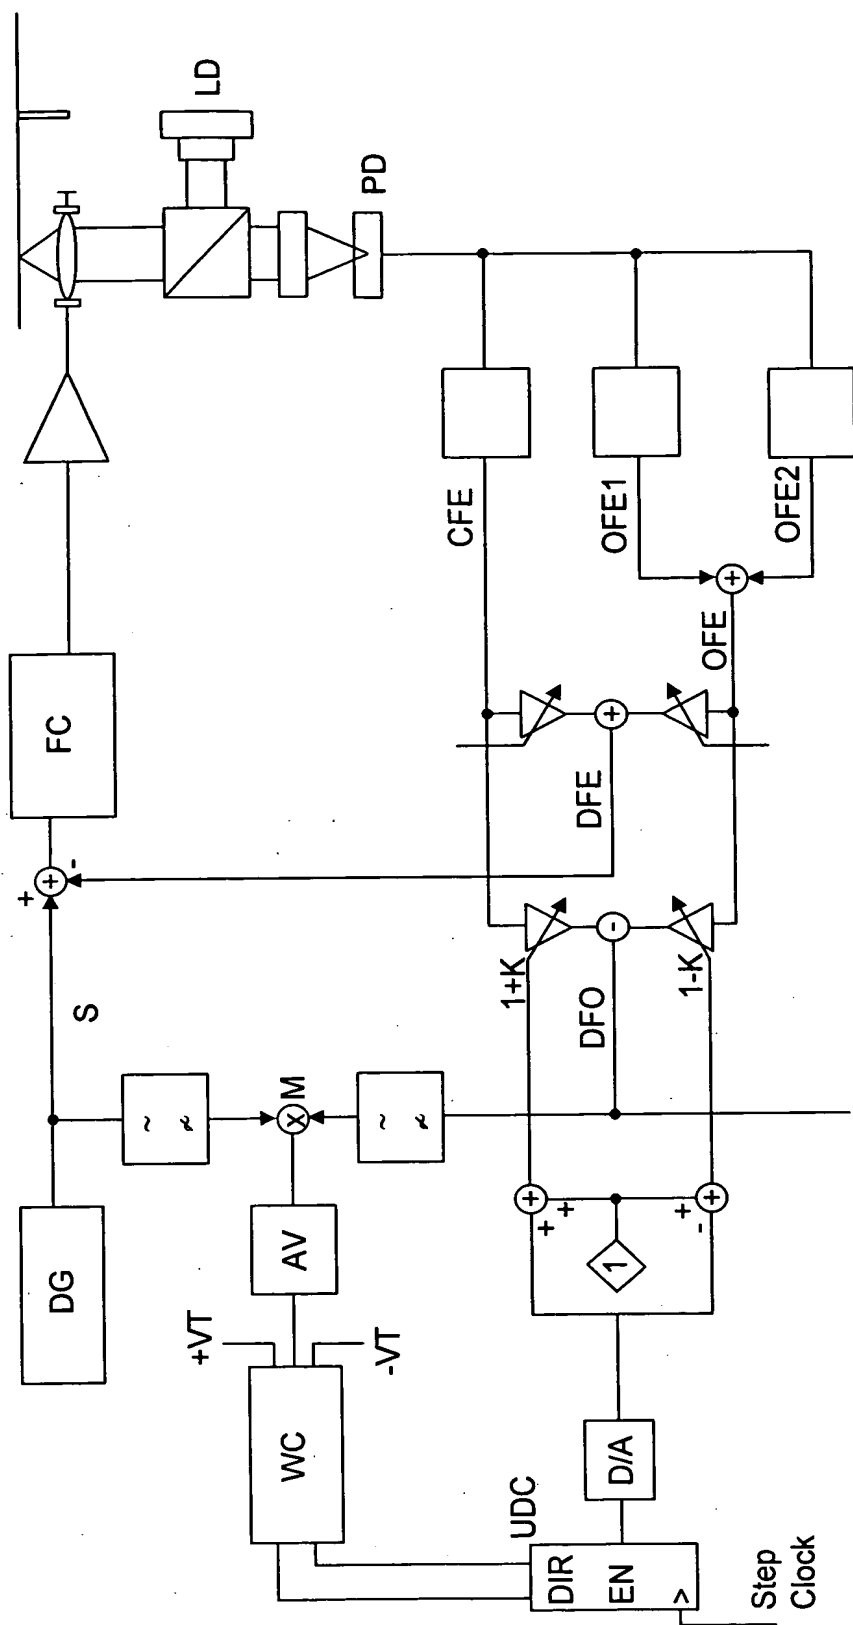 LD
PD
CFE
OFE1
OFE2
+
OFE
FC
+
DFE
+
-
+
1+K
-
1-K
DFO
S
~
M
X
~
+
+
+
+
-
+
1
DG
AV
+VT
-VT
WC
D/A
UDC
DIR
EN
>
Step
Clock